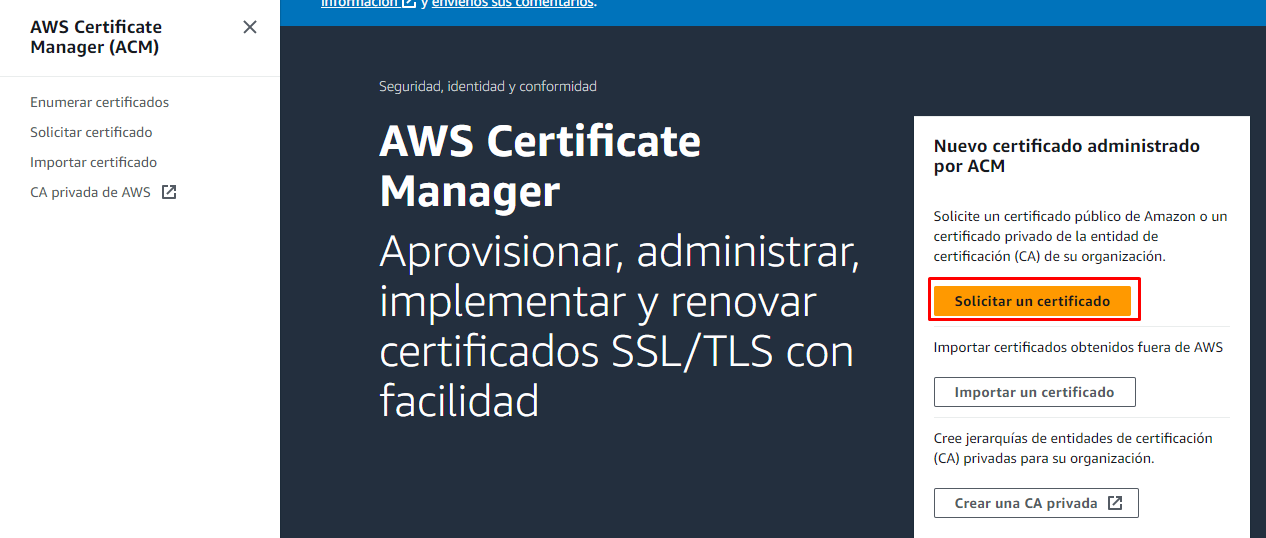 información y envíenos sus comentarios.
AWS Certificate
Manager (ACM)
Enumerar certificados
Solicitar certificado
Importar certificado
CA privada de AWS
Seguridad, identidad y conformidad
AWS Certificate
Manager
Aprovisionar, administrar,
implementar y renovar
certificados SSL/TLS con
facilidad
Nuevo certificado administrado
por ACM
Solicite un certificado público de Amazon o un
certificado privado de la entidad de
certificación (CA) de su organización.
Solicitar un certificado
Importar certificados obtenidos fuera de AWS
Importar un certificado
Cree jerarquías de entidades de certificación
(CA) privadas para su organización.
Crear una CA privada